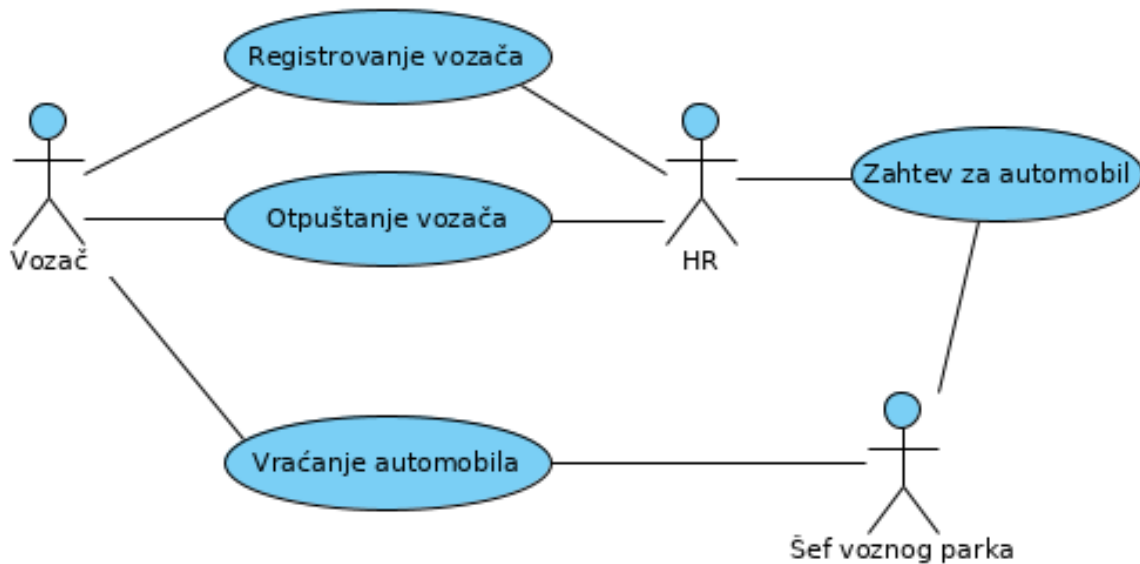 Registrovanje vozača
Zahtev za automobil
Otpuštanje vozača
Vozač
HR
Vraćanje automobila
Šef voznog parka